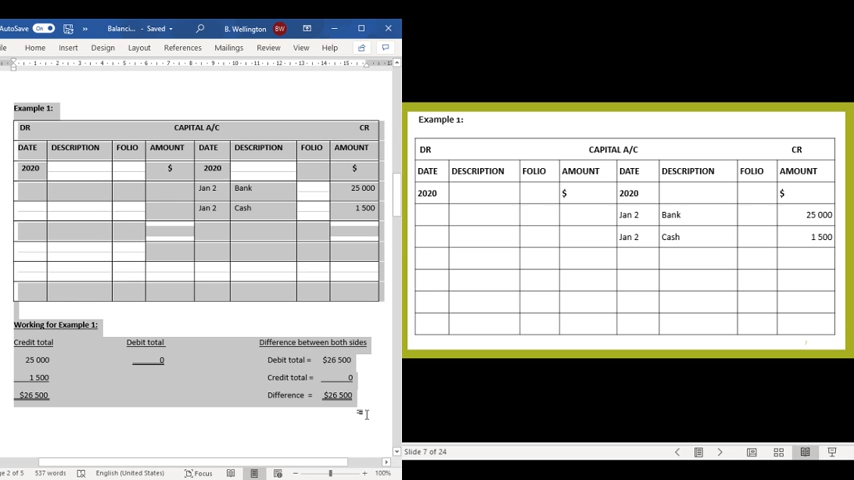 AutoSave On Balanci... Saved B. Wellington BW
Home Insert Design Layout References Mailings Review View Help
Example 1:
DR CAPITAL A/C CR
DATE DESCRIPTION FOLIO AMOUNT DATE DESCRIPTION FOLIO AMOUNT
2020 $ 2020 $
Jan 2 Bank 25 000
Jan 2 Cash 1 500
Working for Example 1:
Credit total Debit total Difference between both sides
25 000 0 Debit total = $26 500
1 500 Credit total = 0
$26 500 Difference = $26 500
ge 2 of 5 537 words English (United States) Focus 100%
Example 1:
DR CAPITAL A/C CR
DATE DESCRIPTION FOLIO AMOUNT DATE DESCRIPTION FOLIO AMOUNT
2020 $ 2020 $
Jan 2 Bank 25 000
Jan 2 Cash 1 500
Slide 7 of 24